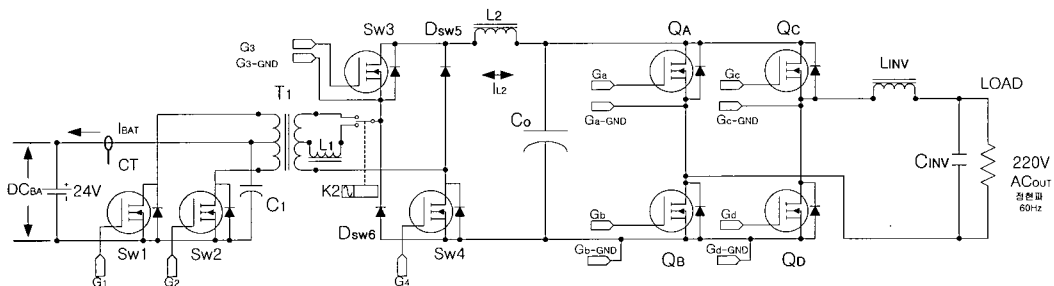 Sw3
Dsw5
L2
QA
QC
G3
G3-GND
LINV
LOAD
IL2
Ga
Gc
T1
Ga-GND
Gc-GND
IBAT
Co
L1
CT
CINV
220V
DCBA
24V
K2
ACOUT
C1
정현파
60Hz
Gb
Gd
Dsw6
Sw1
Sw2
Sw4
Gb-GND
QB
Gd-GND
QD
G1
G2
G4